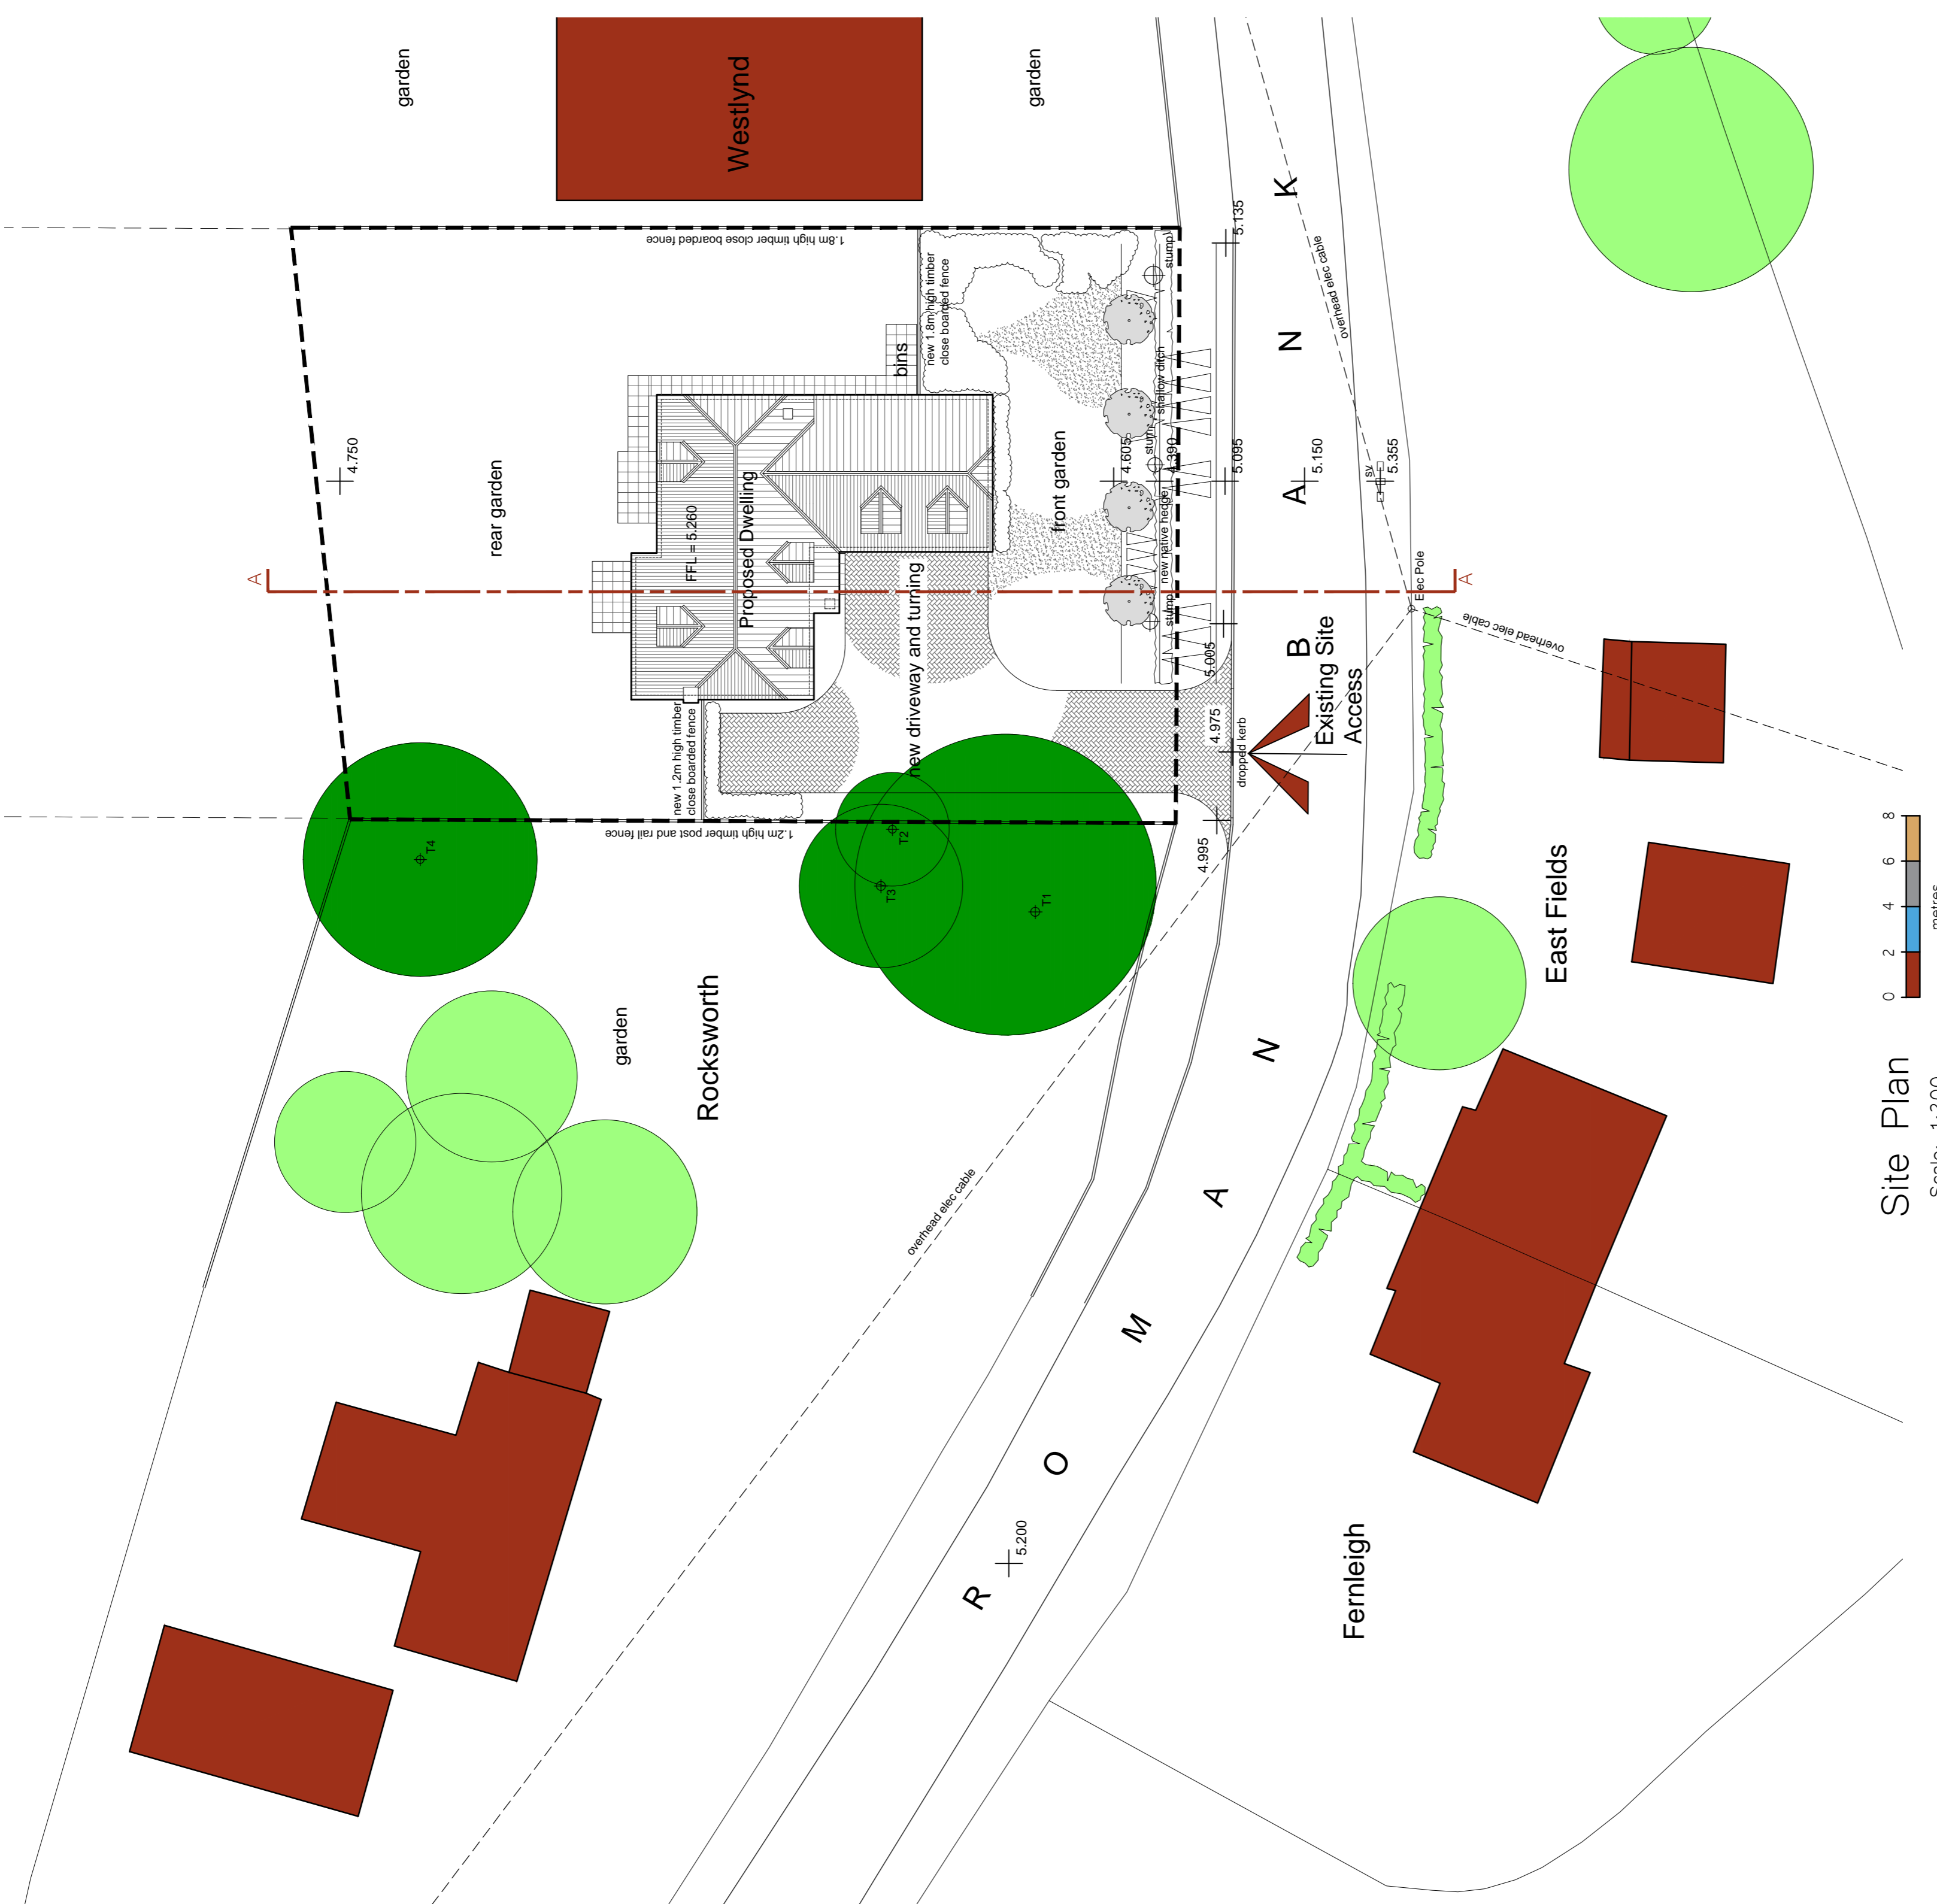 garden
Westlynd
garden
1.8m high timber close boarded fence
4.750
rear garden
FFL = 5.260
Proposed Dwelling
bins
new 1.8m high timber
close boarded fence
front garden
stump
shallow ditch
stump
new native hedge
stump
4.605
4.390
5.095
5.150
5.355
5.135
sv
overhead elec cable
A
A
Elec Pole
overhead elec cable
new driveway and turning
new 1.2m high timber
close boarded fence
1.2m high timber post and rail fence
5.005
4.975
dropped kerb
4.995
Existing Site
Access
T4
T2
T3
T1
garden
Rocksworth
overhead elec cable
East Fields
Fernleigh
R O M A N B A N K
5.200
0 2 4 6 8
metres
Site Plan
Scale: 1:200